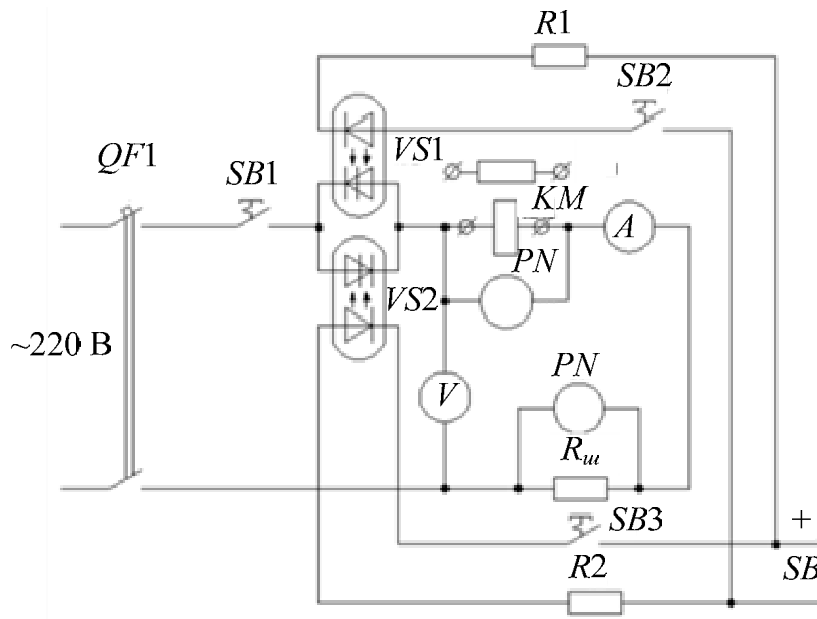 R1
SB2
QF1
VS1
SB1
KM
A
PN
VS2
~220 В
PN
V
Rш
SB3
+
SB
R2